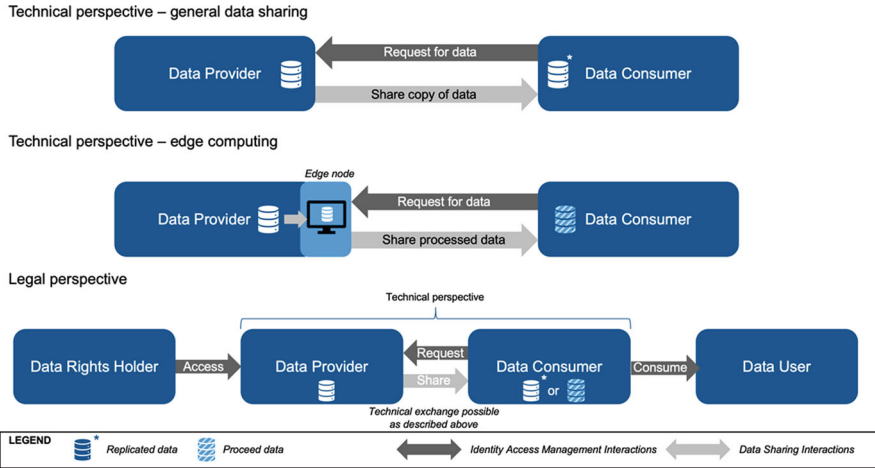 Technical perspective – general data sharing
Data Provider
Request for data
Share copy of data
*
Data Consumer
Technical perspective – edge computing
Edge node
Data Provider
Request for data
Share processed data
Data Consumer
Legal perspective
Technical perspective
Data Rights Holder
Access
Data Provider
Request
Share
Data Consumer
* or
Consume
Data User
Technical exchange possible
as described above
LEGEND
* Replicated data
Proceed data
Identity Access Management Interactions
Data Sharing Interactions